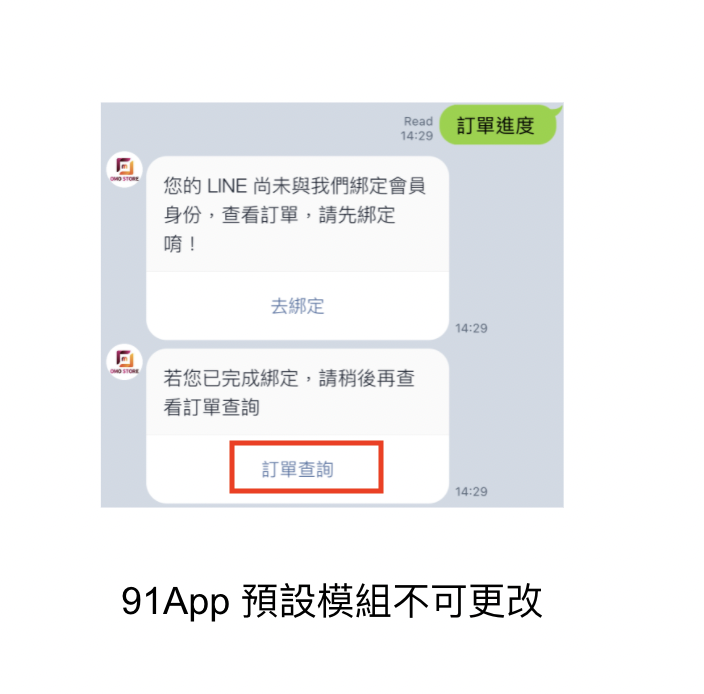 Read
14:29
訂單進度
OMO STORE
您的 LINE 尚未與我們綁定會員
身份，查看訂單，請先綁定
唷！
去綁定
14:29
OMO STORE
若您已完成綁定，請稍後再查
看訂單查詢
訂單查詢
14:29
91App 預設模組不可更改